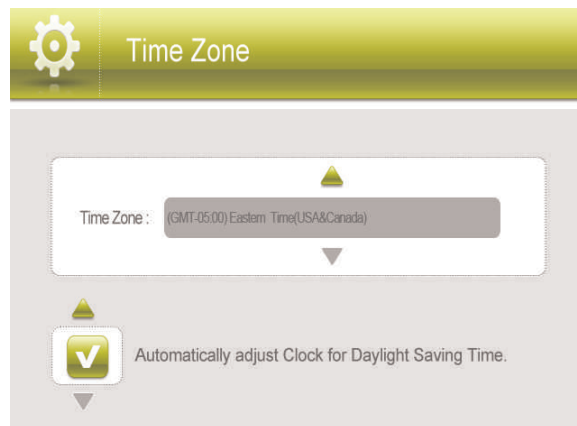 Time Zone
Time Zone : (GMT-05:00) Eastern Time(USA&Canada)
Automatically adjust Clock for Daylight Saving Time.